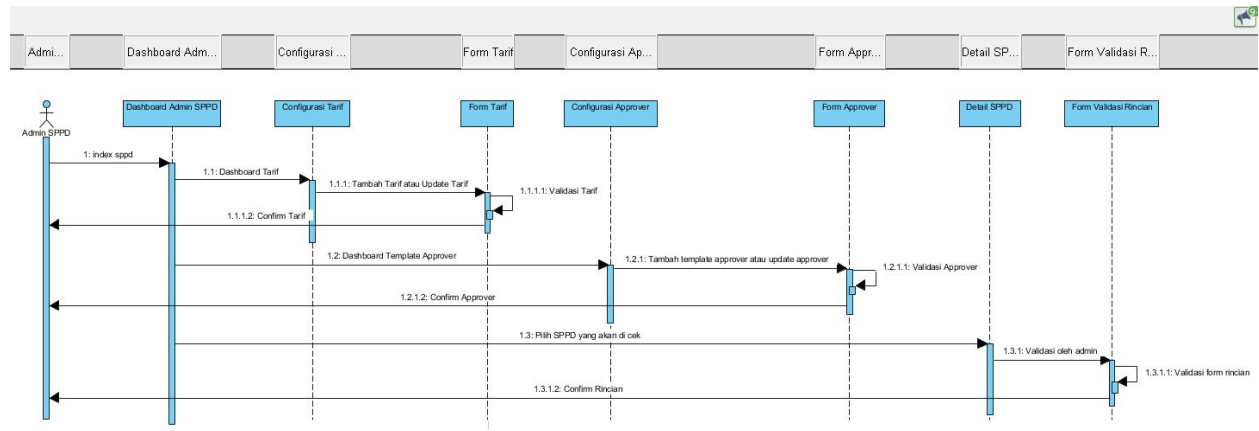 Admi...
Dashboard Adm...
Configurasi ...
Form Tarif
Configurasi Ap...
Form Appr...
Detail SP...
Form Validasi R...
Admin SPPD
Dashboard Admin SPPD
Configurasi Tarif
Form Tarif
Configurasi Approver
Form Approver
Detail SPPD
Form Validasi Rincian
1: index sppd
1.1: Dashboard Tarif
1.1.1: Tambah Tarif atau Update Tarif
1.1.1.1: Validasi Tarif
1.1.1.2: Confirm Tarif
1.2: Dashboard Template Approver
1.2.1: Tambah template approver atau update approver
1.2.1.1: Validasi Approver
1.2.1.2: Confirm Approver
1.3: Pilih SPPD yang akan di cek
1.3.1: Validasi oleh admin
1.3.1.1: Validasi form rincian
1.3.1.2: Confirm Rincian